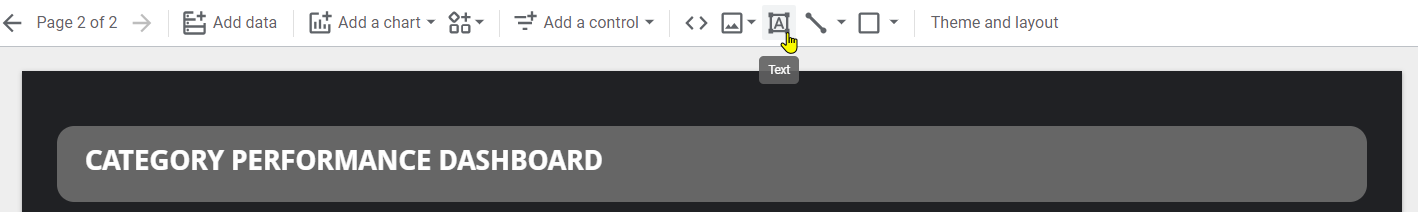 Page 2 of 2 Add data Add a chart Add a control Theme and layout
Text
CATEGORY PERFORMANCE DASHBOARD